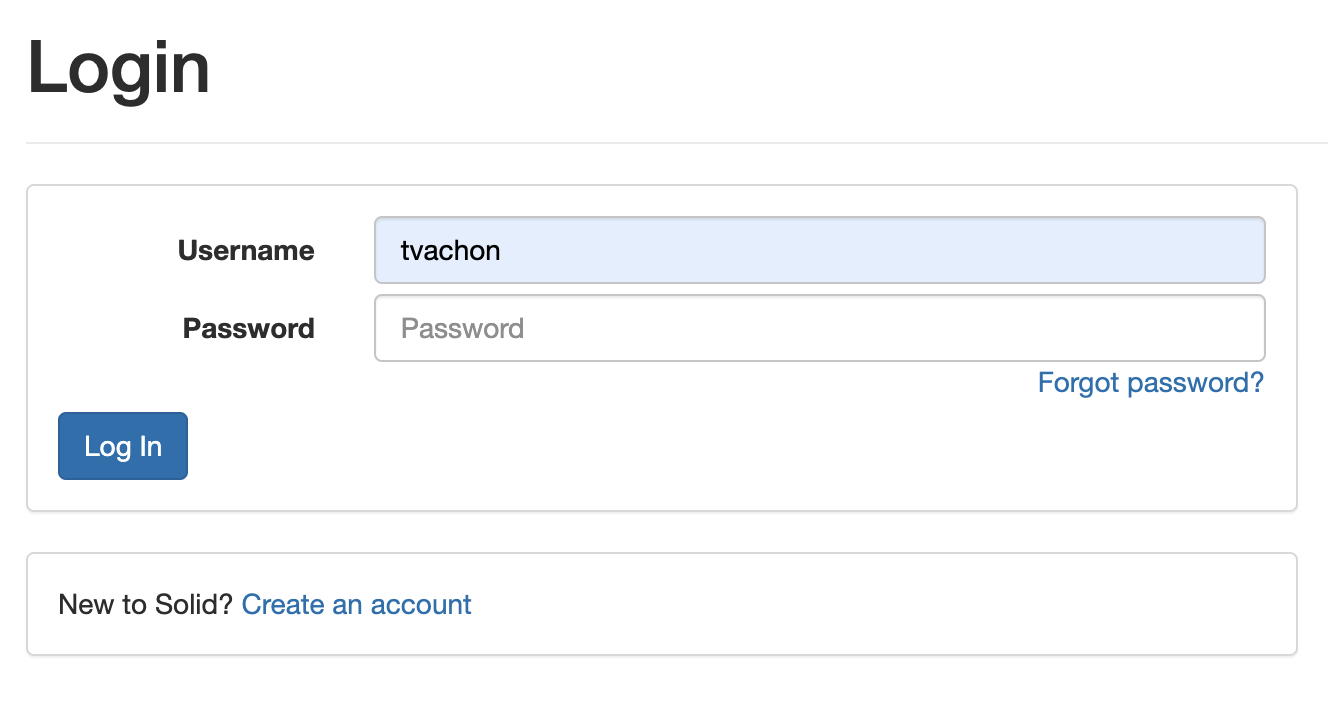 Login
Username
tvachon
Password
Password
Forgot password?
Log In
New to Solid? Create an account